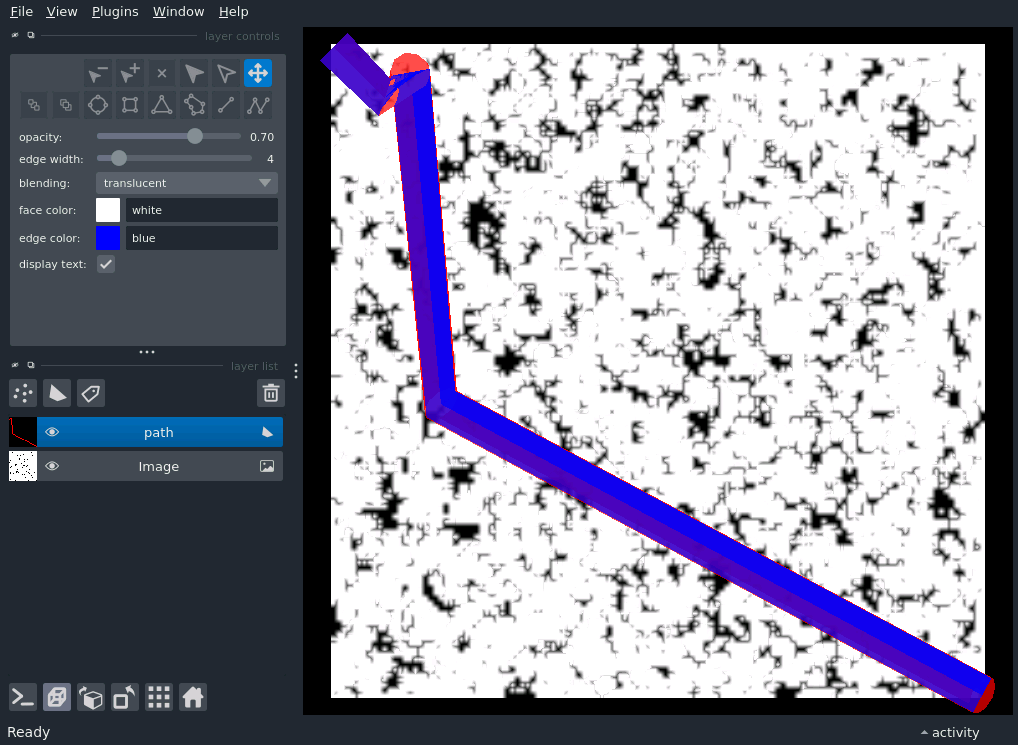 File View Plugins Window Help
layer controls
opacity: 0.70
edge width: 4
blending: translucent
face color: white
edge color: blue
display text:
layer list
path
Image
Ready
activity